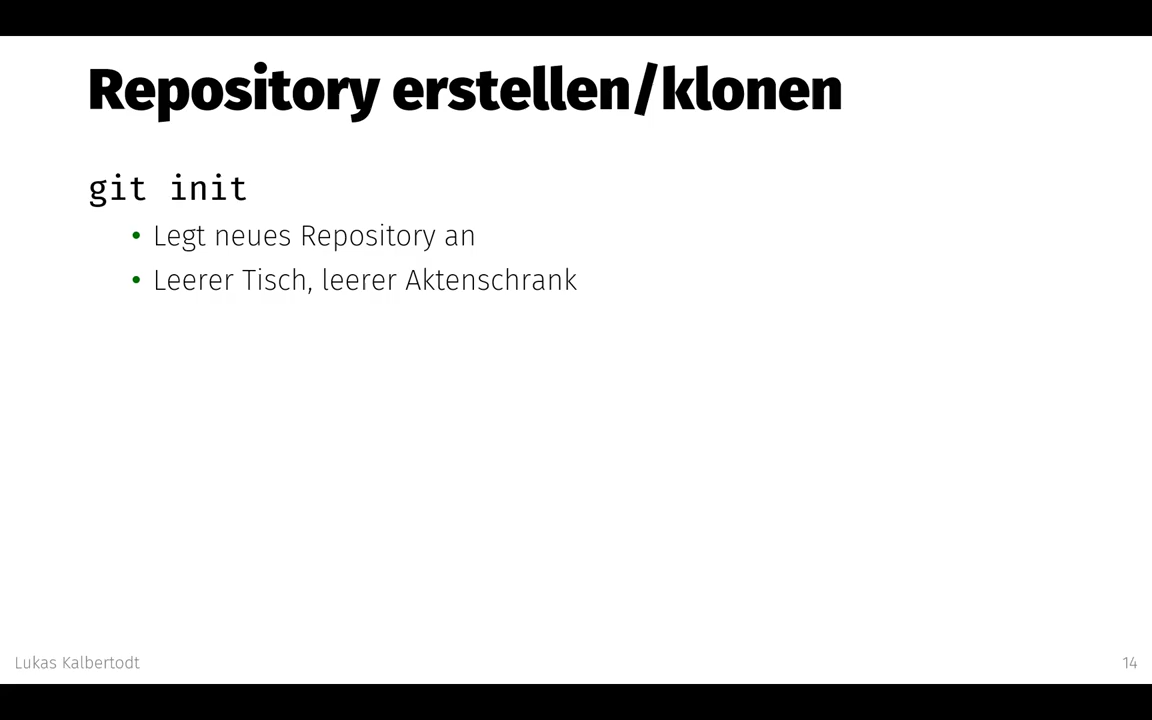 Repository erstellen/klonen
git init
• Legt neues Repository an
• Leerer Tisch, leerer Aktenschrank
Lukas Kalbertodt
14